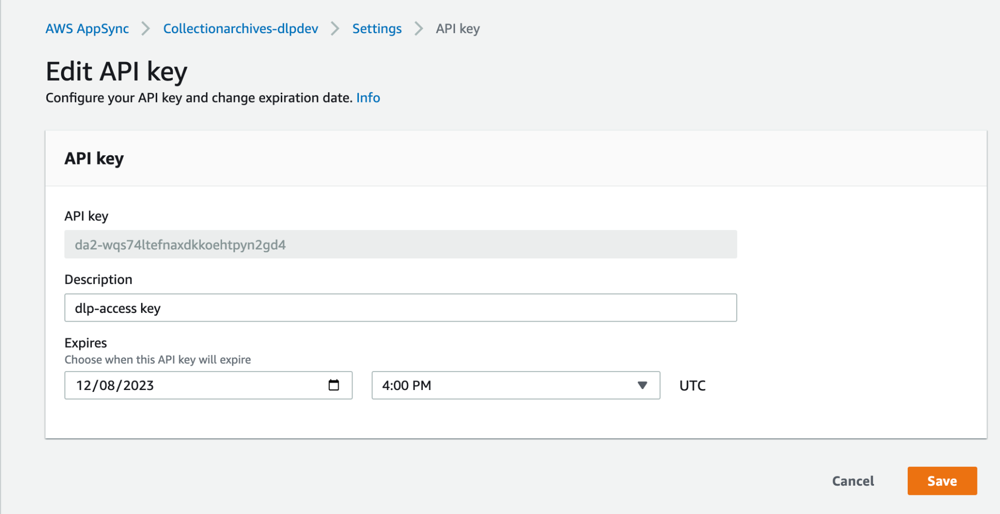 AWS AppSync > Collectionarchives-dlpdev > Settings > API key
Edit API key
Configure your API key and change expiration date. Info
API key
API key
da2-wqs74ltefnaxdkkoehtpyn2gd4
Description
dlp-access key
Expires
Choose when this API key will expire
12/08/2023 4:00 PM UTC
Cancel Save